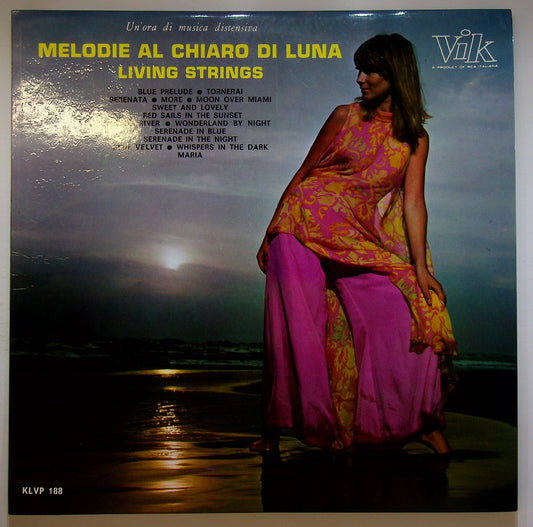 Un'ora di musica distensiva
MELODIE AL CHIARO DI LUNA
LIVING STRINGS
Vik
A PRODUCT OF RCA ITALIANA
BLUE PRELUDE ● TORNERAI
SERENATA ● MORE ● MOON OVER MIAMI
SWEET AND LOVELY
RED SAILS IN THE SUNSET
RIVER ● WONDERLAND BY NIGHT
SERENADE IN BLUE
SERENADE IN THE NIGHT
VELVET ● WHISPERS IN THE DARK
MARIA
KLVP 188